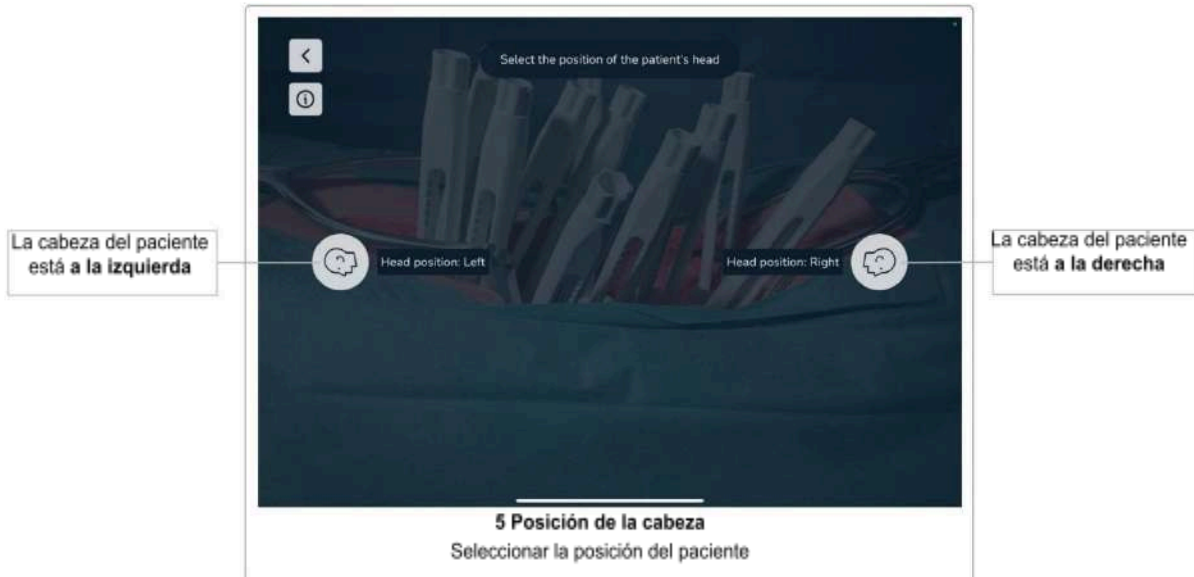 Select the position of the patient's head
La cabeza del paciente
está a la izquierda
Head position: Left
Head position: Right
La cabeza del paciente
está a la derecha
5 Posición de la cabeza
Seleccionar la posición del paciente